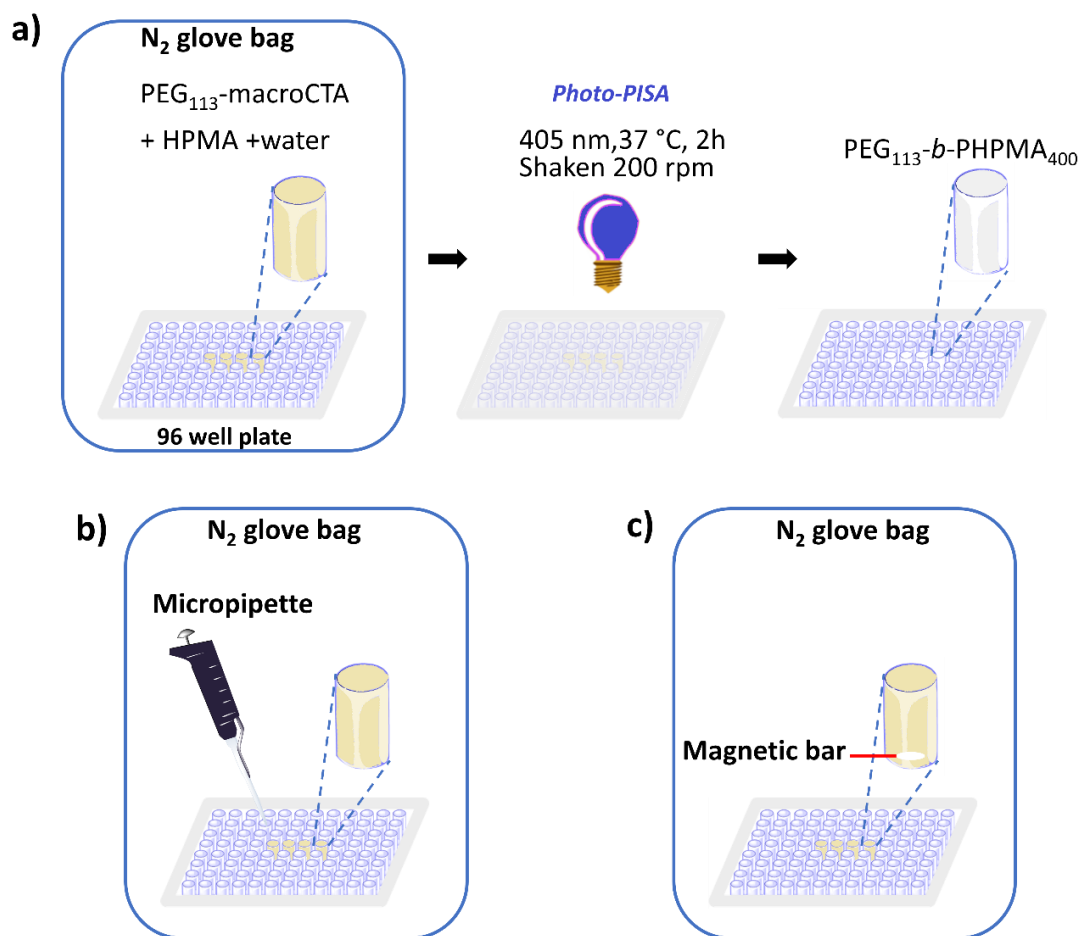 a)
N₂ glove bag
PEG₁₁₃-macroCTA
+ HPMA +water
96 well plate
Photo-PISA
405 nm,37 °C, 2h
Shaken 200 rpm
PEG₁₁₃-b-PHPMA₄₀₀
b)
N₂ glove bag
Micropipette
c)
N₂ glove bag
Magnetic bar